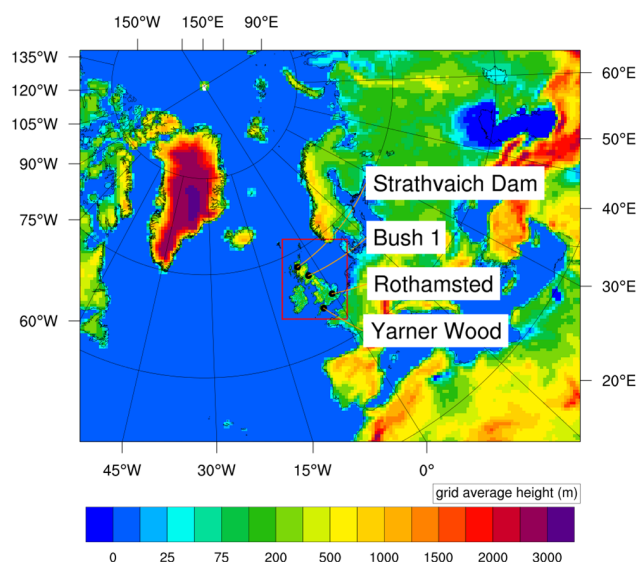 150°W 150°E 90°E
135°W
120°W
105°W
90°W
75°W
60°W
60°E
50°E
40°E
30°E
20°E
Strathvaich Dam
Bush 1
Rothamsted
Yarner Wood
45°W 30°W 15°W 0°
grid average height (m)
0 25 75 200 500 1000 1500 2000 3000